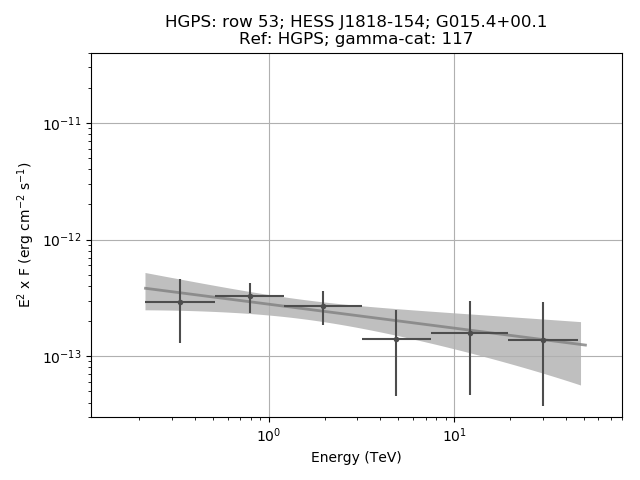 HGPS: row 53; HESS J1818-154; G015.4+00.1
Ref: HGPS; gamma-cat: 117
10⁻¹¹
10⁻¹²
10⁻¹³
E² x F (erg cm⁻² s⁻¹)
10⁰ 10¹
Energy (TeV)